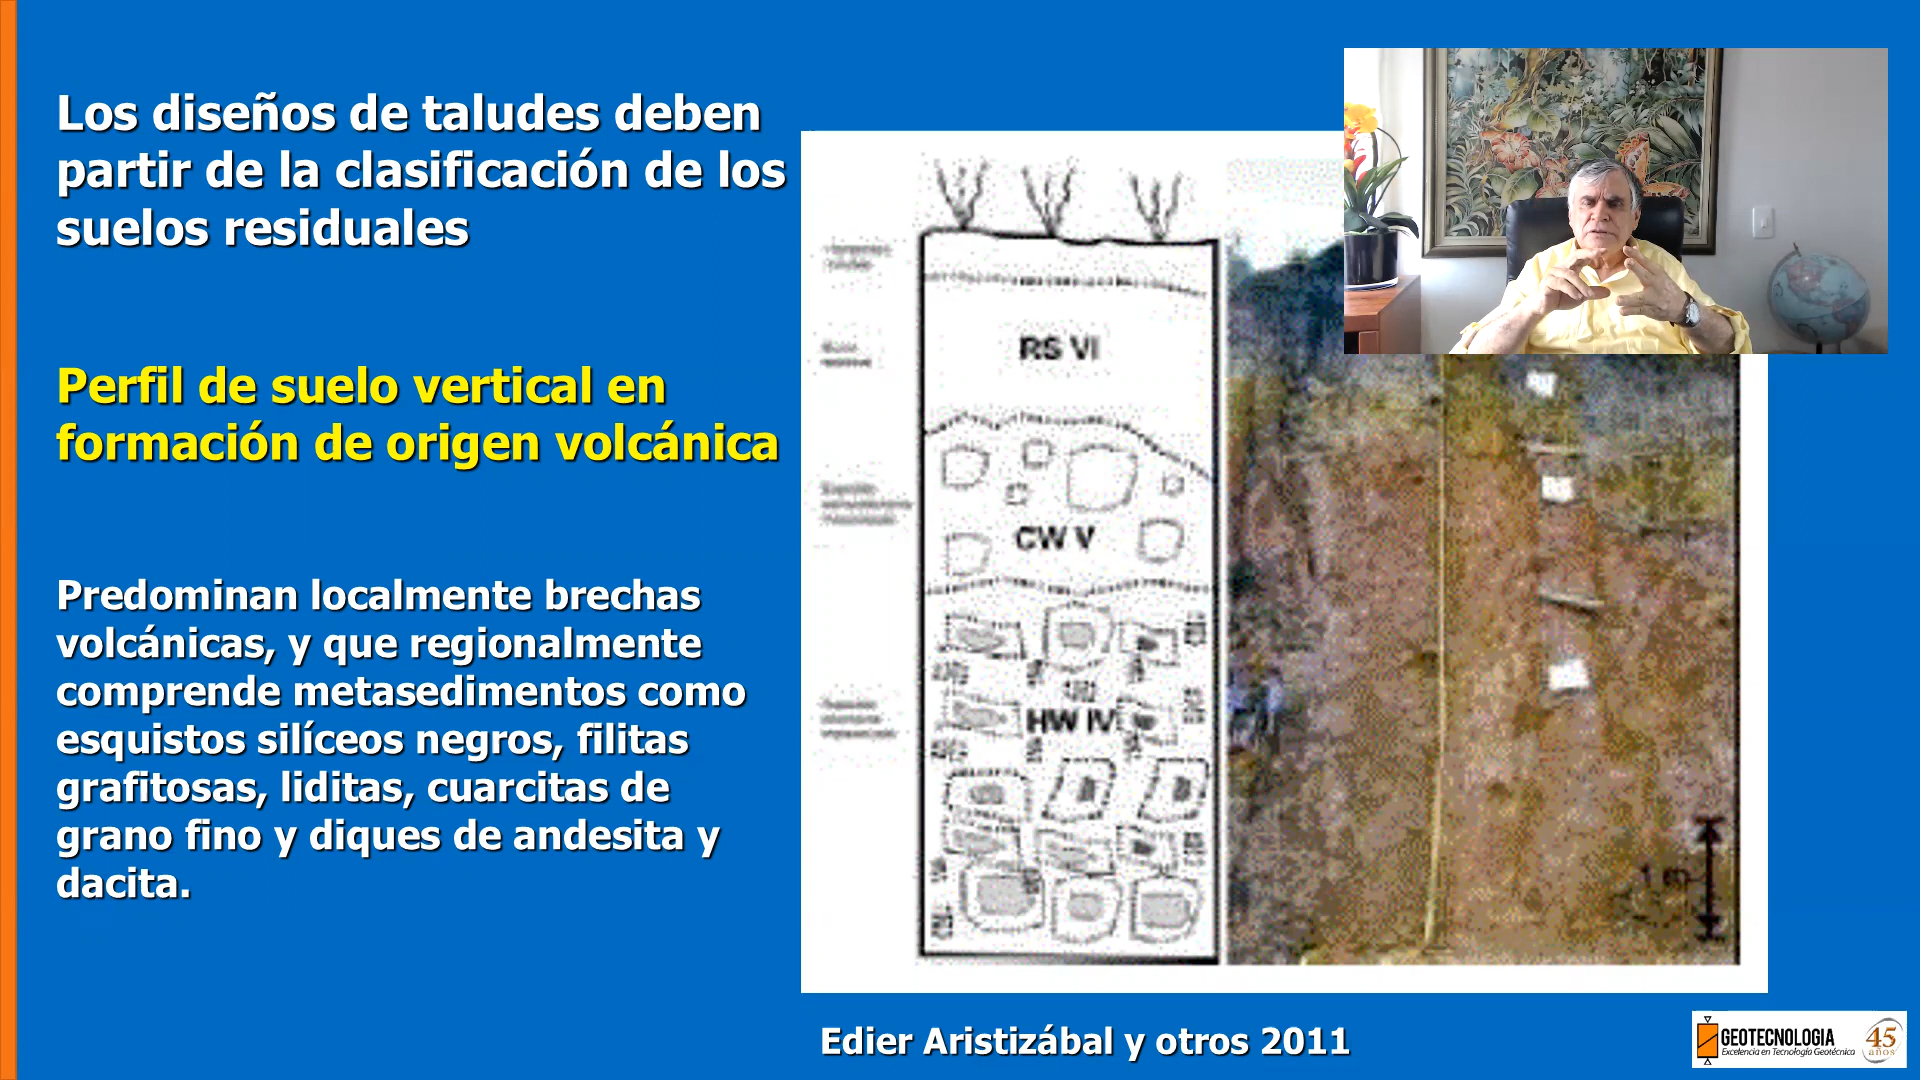 Los diseños de taludes deben
partir de la clasificación de los
suelos residuales
Perfil de suelo vertical en
formación de origen volcánica
Predominan localmente brechas
volcánicas, y que regionalmente
comprende metasedimentos como
esquistos silíceos negros, filitas
grafitosas, liditas, cuarcitas de
grano fino y diques de andesita y
dacita.
RS VI
CW V
HW IV
1 m
Edier Aristizábal y otros 2011
GEOTECNOLOGIA
Excelencia en Tecnología Geotécnica
45
años